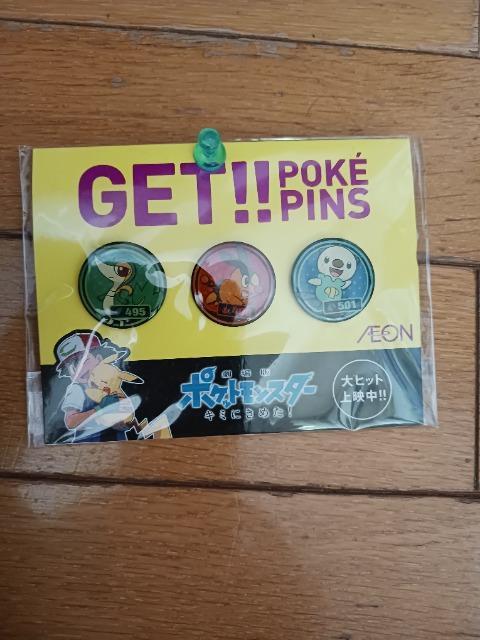 GET!!
POKÉ
PINS
495
501
ÆON
劇場版
ポケットモンスター
キミにきめた!
大ヒット
上映中!!